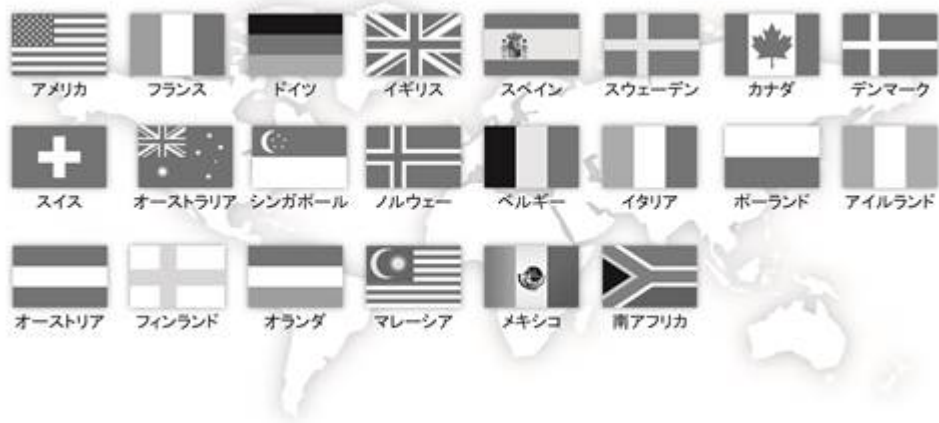 アメリカ フランス ドイツ イギリス スペイン スウェーデン カナダ デンマーク
スイス オーストラリア シンガポール ノルウェー ベルギー イタリア ポーランド アイルランド
オーストリア フィンランド オランダ マレーシア メキシコ 南アフリカ